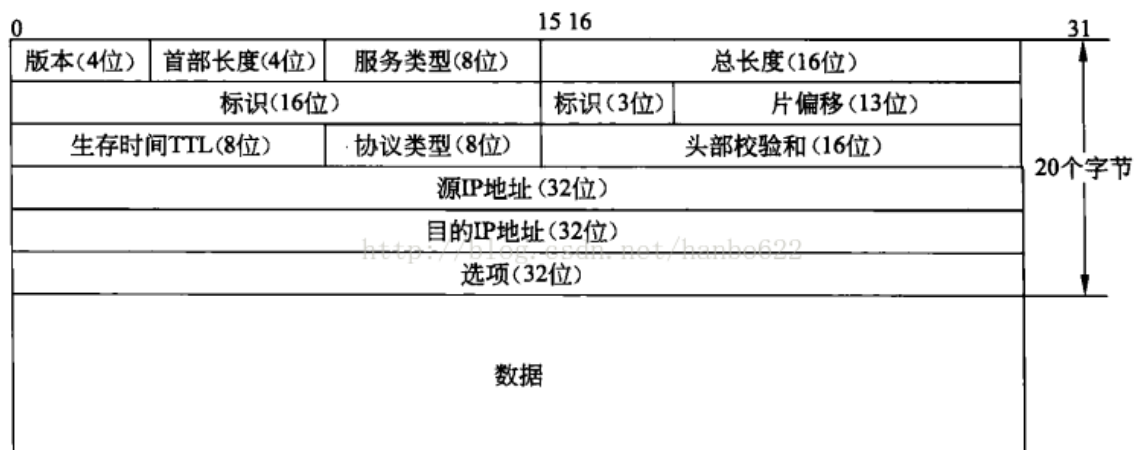 0 15 16 31
版本(4位) 首部长度(4位) 服务类型(8位) 总长度(16位)
标识(16位) 标识(3位) 片偏移(13位)
生存时间TTL(8位) 协议类型(8位) 头部校验和(16位)
20个字节
源IP地址(32位)
目的IP地址(32位)
http://blog.csdn.net/hanbo622
选项(32位)
数据